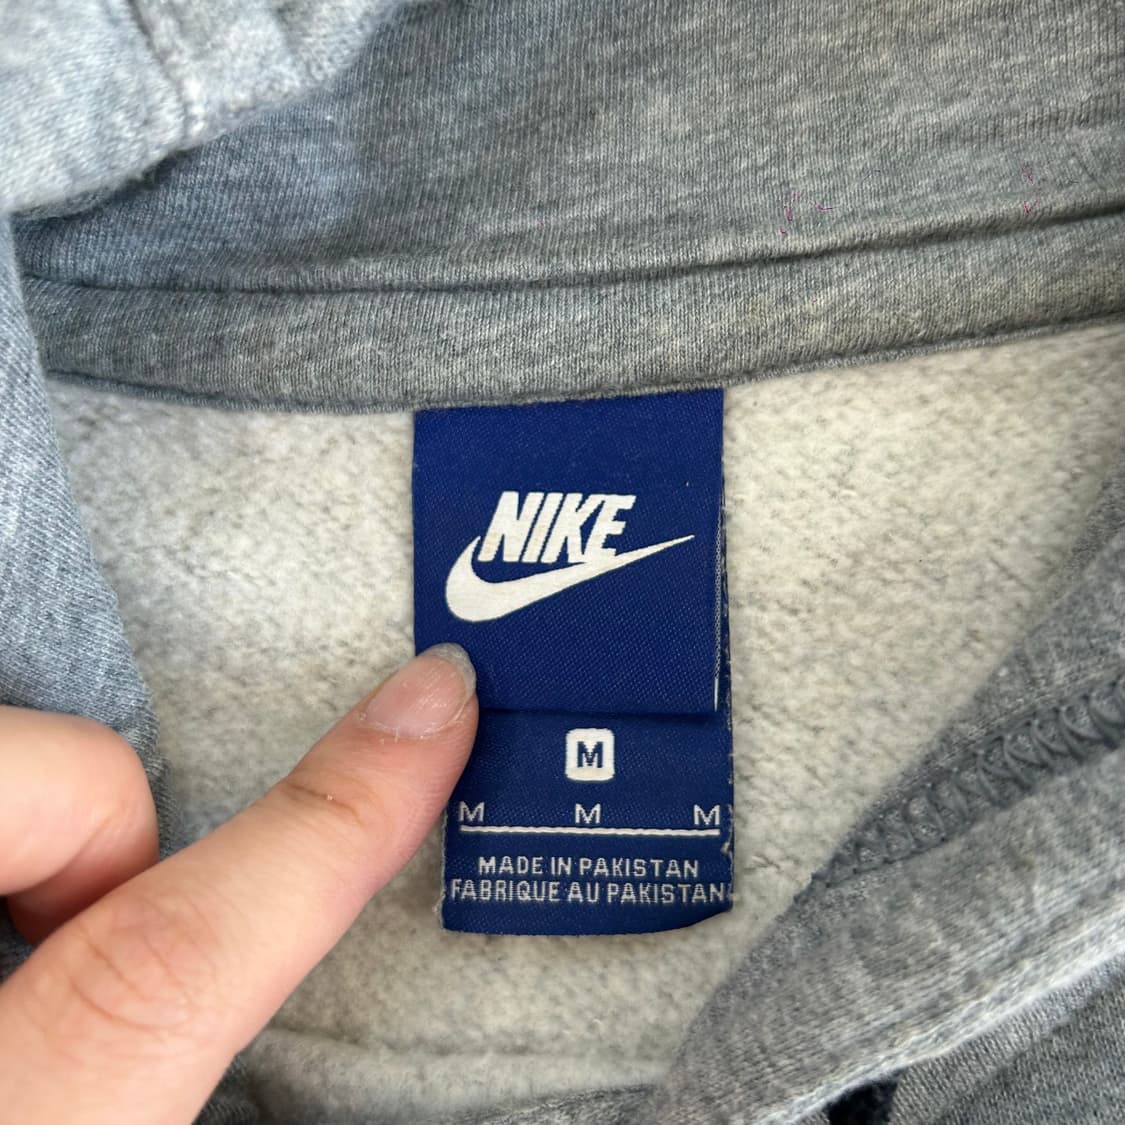 NIKE
M
M M M
MADE IN PAKISTAN
FABRIQUE AU PAKISTAN